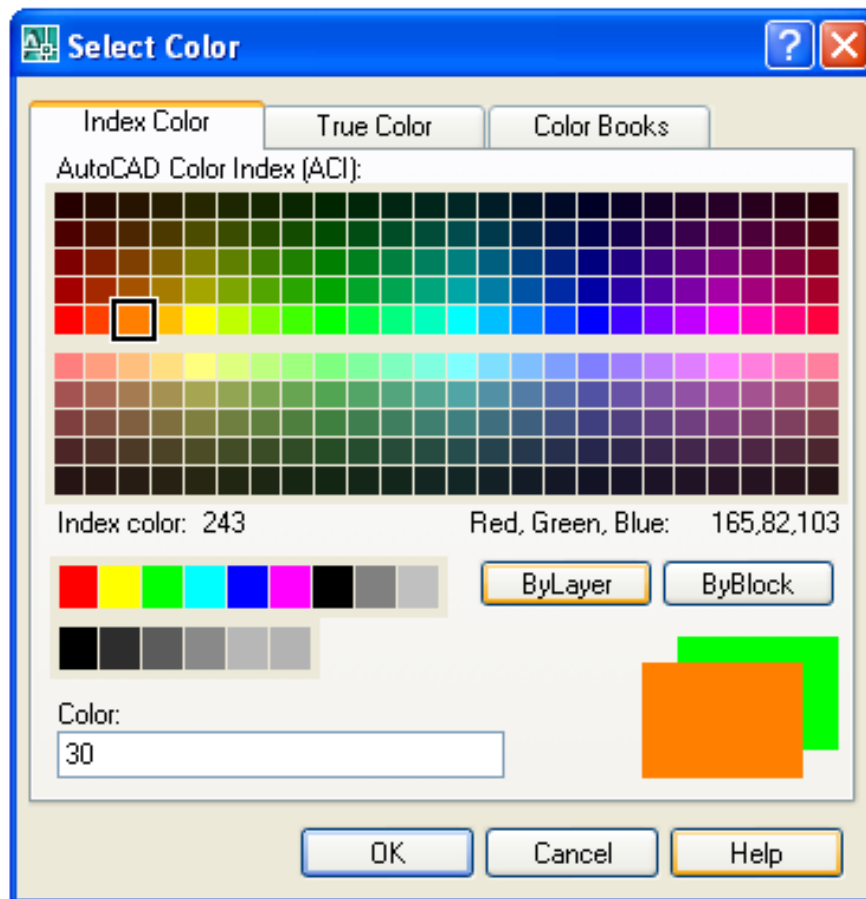 Select Color
Index Color True Color Color Books
AutoCAD Color Index (ACI):
Index color: 243 Red, Green, Blue: 165,82,103
ByLayer ByBlock
Color:
30
OK Cancel Help